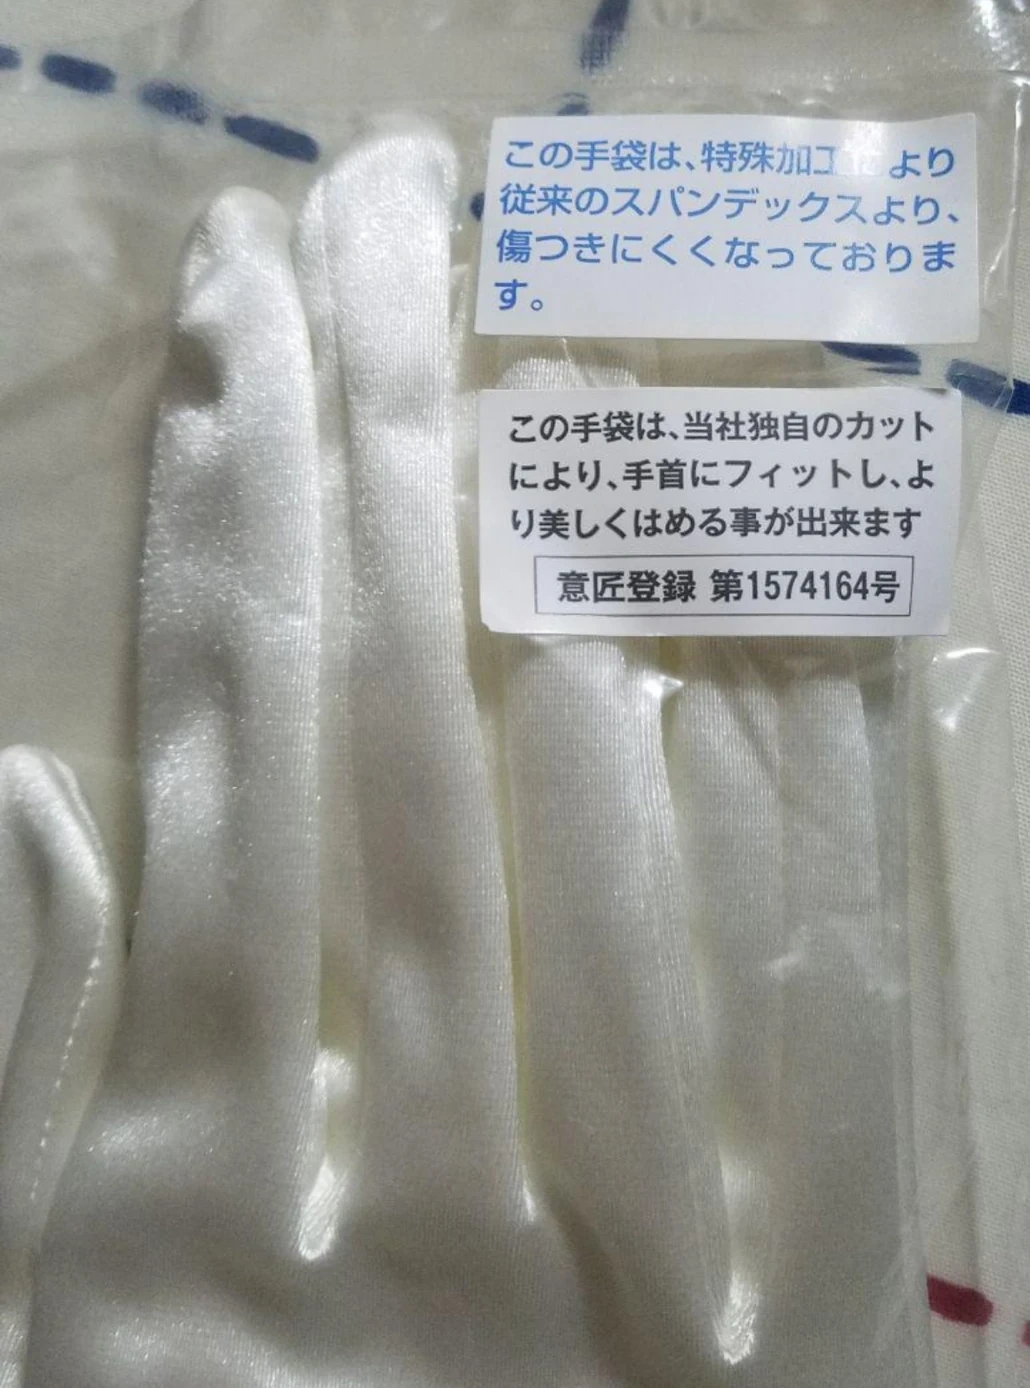 この手袋は、特殊加工により
従来のスパンデックスより、
傷つきにくくなっておりま
す。
この手袋は、当社独自のカット
により、手首にフィットし、よ
り美しくはめる事が出来ます
意匠登録 第1574164号